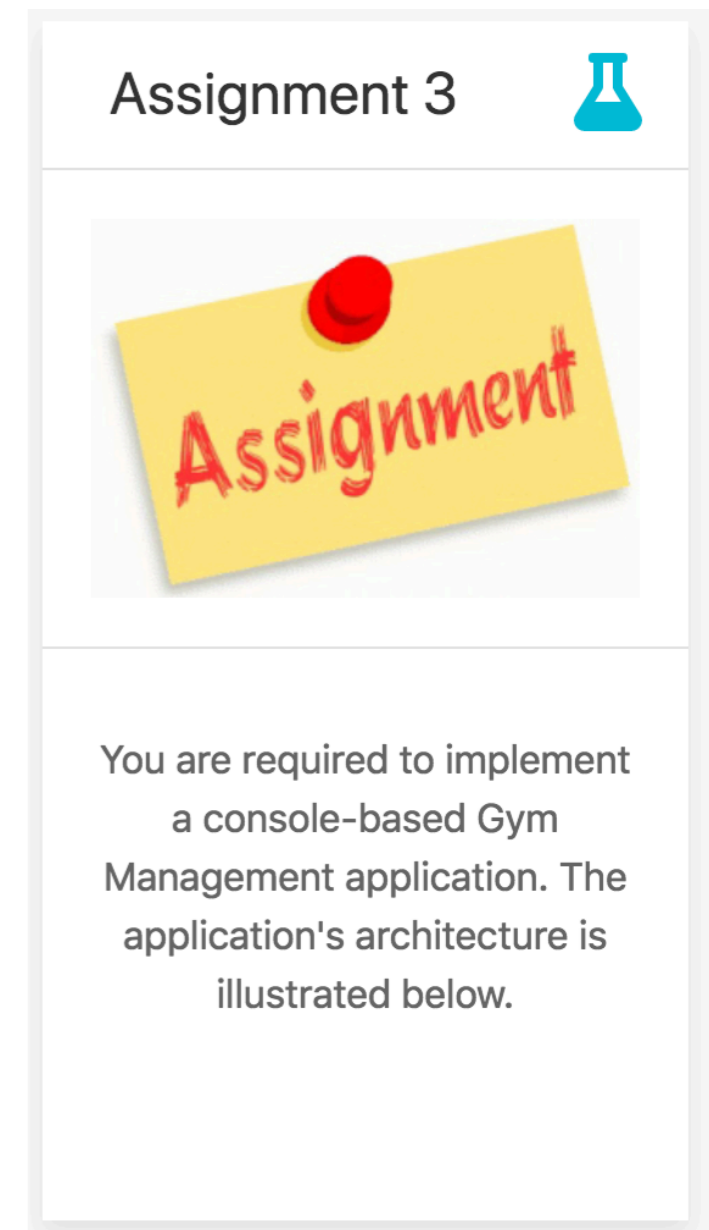 Assignment 3
Assignment
You are required to implement
a console-based Gym
Management application. The
application's architecture is
illustrated below.